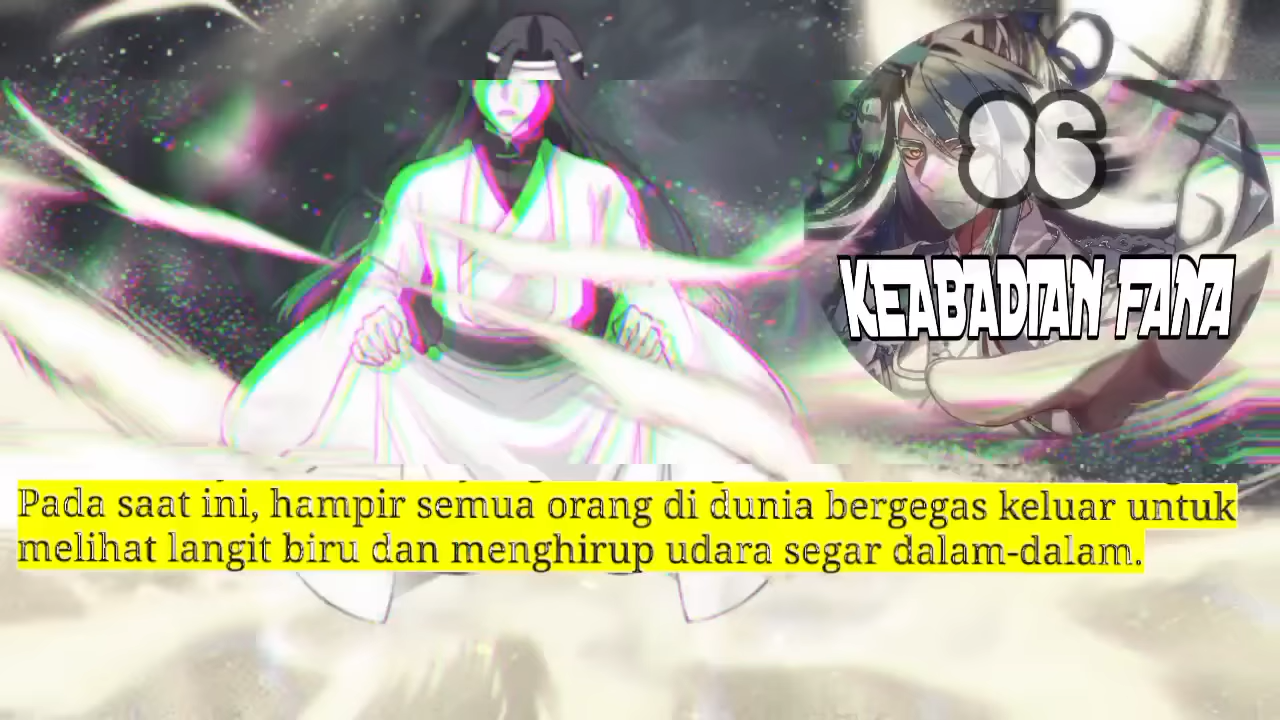 86
KEABADIAN FANA
Pada saat ini, hampir semua orang di dunia bergegas keluar untuk
melihat langit biru dan menghirup udara segar dalam-dalam.